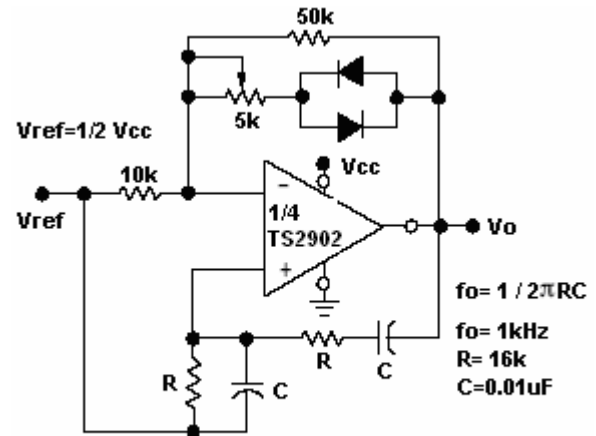 50k
5k
Vref=1/2 Vcc
10k
Vcc
Vref
-
1/4
TS2902
+
Vo
fo= 1 / 2πRC
fo= 1kHz
R= 16k
C=0.01uF
R
C
R
C